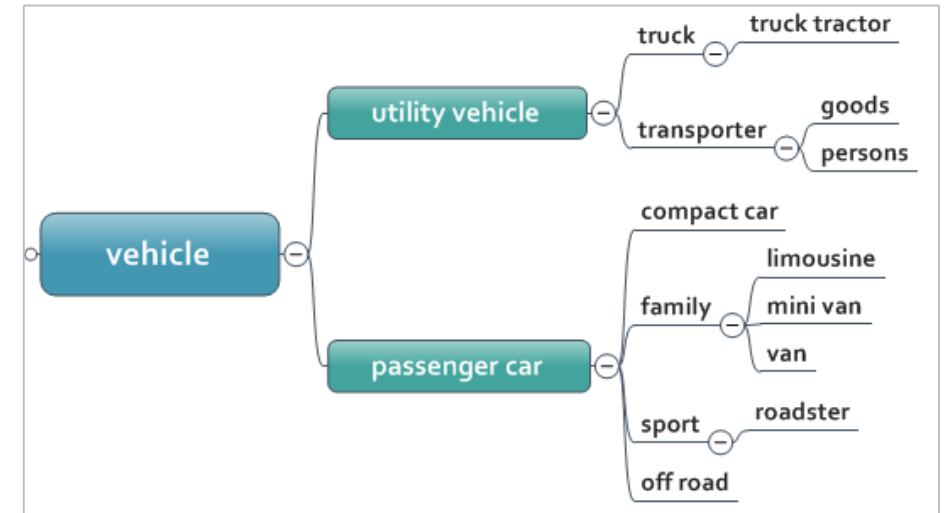 vehicle
utility vehicle
truck
truck tractor
transporter
goods
persons
passenger car
compact car
family
limousine
mini van
van
sport
roadster
off road